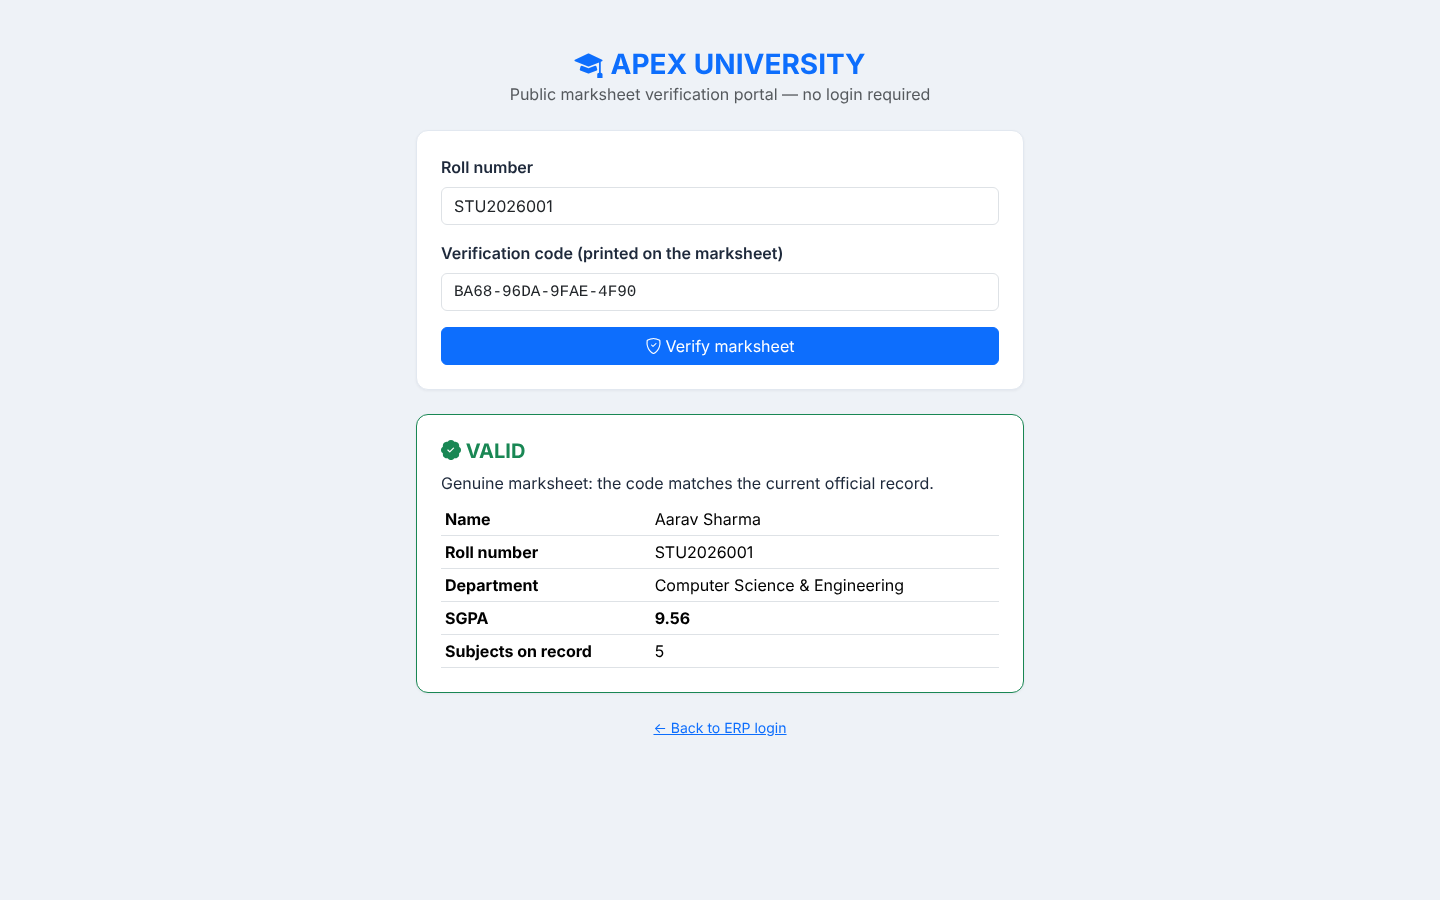 APEX UNIVERSITY
Public marksheet verification portal — no login required
Roll number
STU2026001
Verification code (printed on the marksheet)
BA68-96DA-9FAE-4F90
Verify marksheet
VALID
Genuine marksheet: the code matches the current official record.
Name Aarav Sharma
Roll number STU2026001
Department Computer Science & Engineering
SGPA 9.56
Subjects on record 5
← Back to ERP login